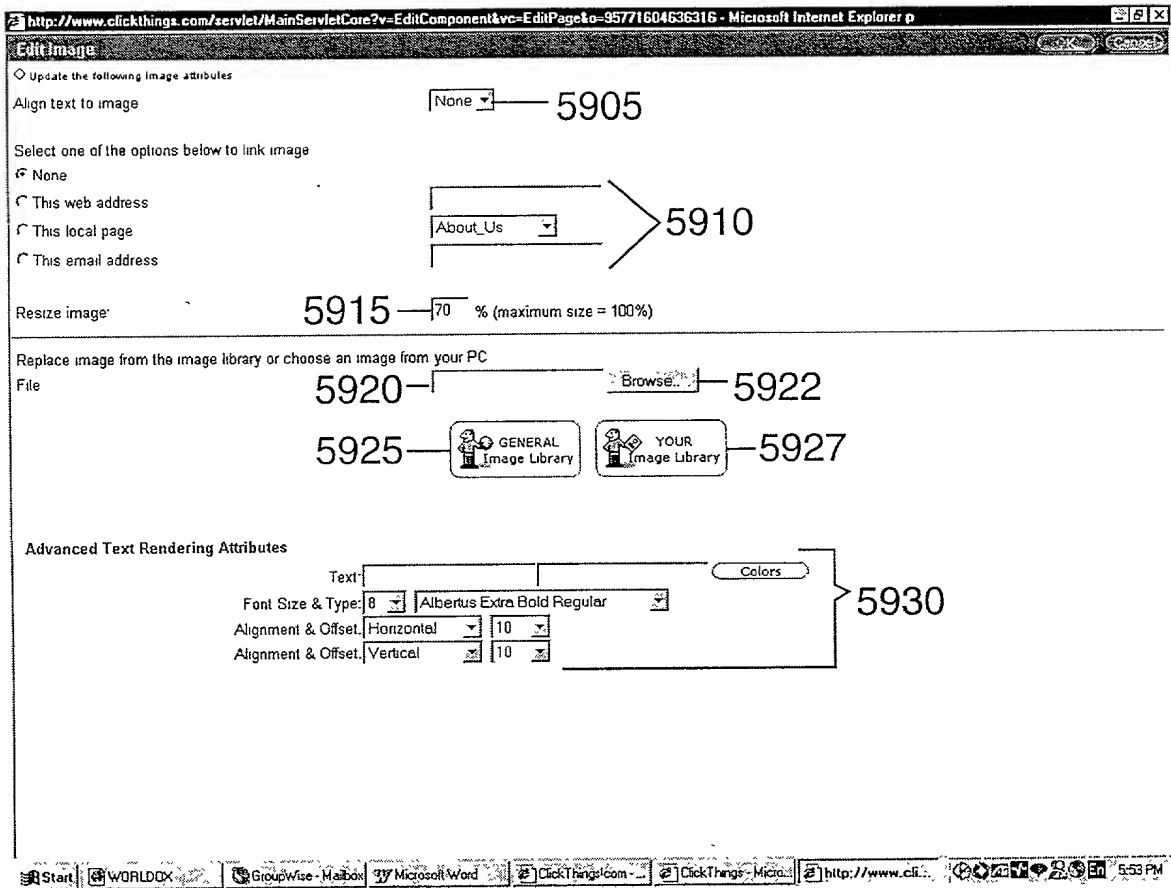 http://www.clickthings.com/servlet/MainServletCore?v=EditComponent&vc=EditPage&o=95771604636316 - Microsoft Internet Explorer p
Edit Image OK Cancel
Update the following image attributes
Align text to image None 5905
Select one of the options below to link image
None
This web address
This local page About_Us 5910
This email address
Resize image: 5915 70 % (maximum size = 100%)
Replace image from the image library or choose an image from your PC
File 5920 Browse.. 5922
5925 GENERAL Image Library YOUR Image Library 5927
Advanced Text Rendering Attributes
Text: Colors
Font Size & Type: 8 Albertus Extra Bold Regular 5930
Alignment & Offset. Horizontal 10
Alignment & Offset. Vertical 10
Start WORLDOX GroupWise - Mailbox Microsoft Word ClickThings!com - ... ClickThings - Micro... http://www.cli... En 5:53 PM